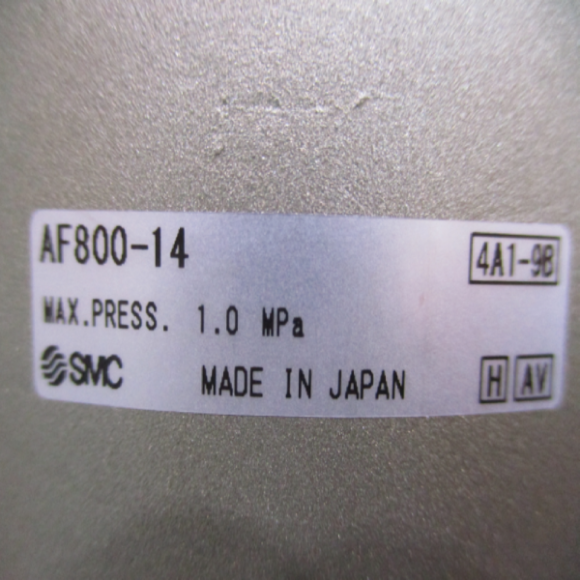 AF800-14 4A1-9B
MAX.PRESS. 1.0 MPa
SMC MADE IN JAPAN H AV